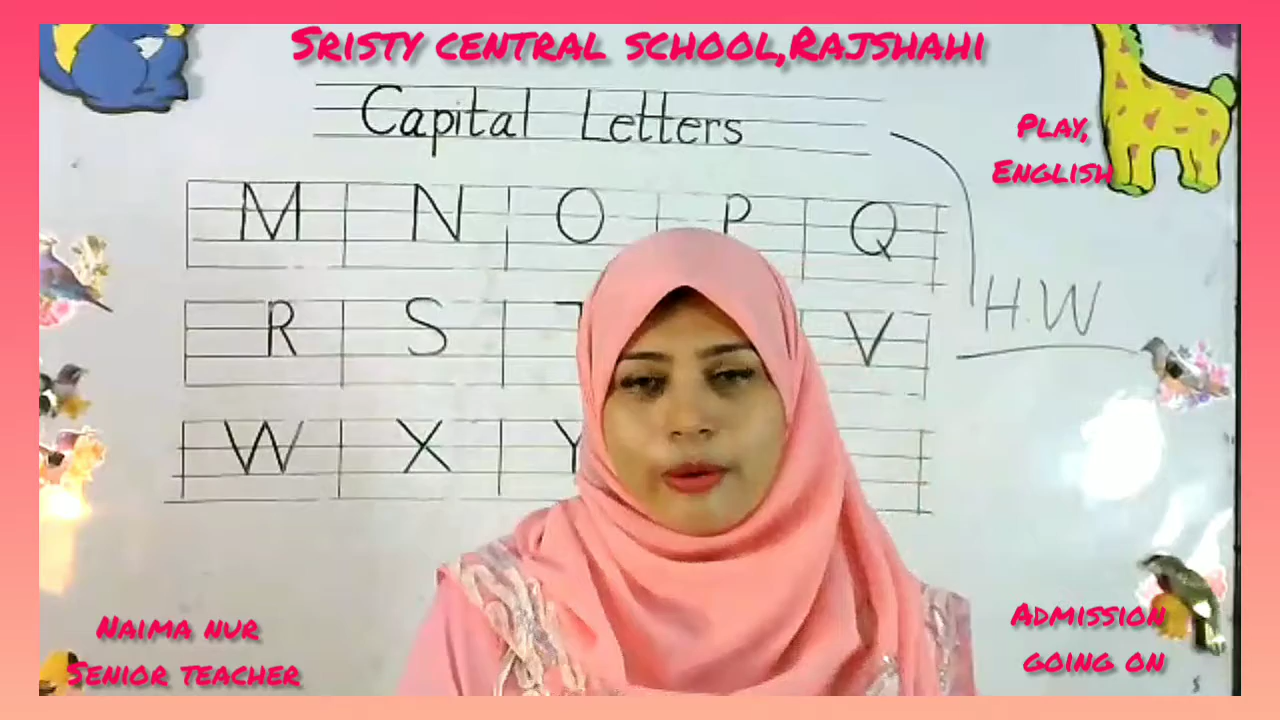 Sristy central school,Rajshahi
Capital Letters
Play,
English
M N O P Q
H.W
R S T V
W X Y
Naima nur
Senior teacher
Admission
going on